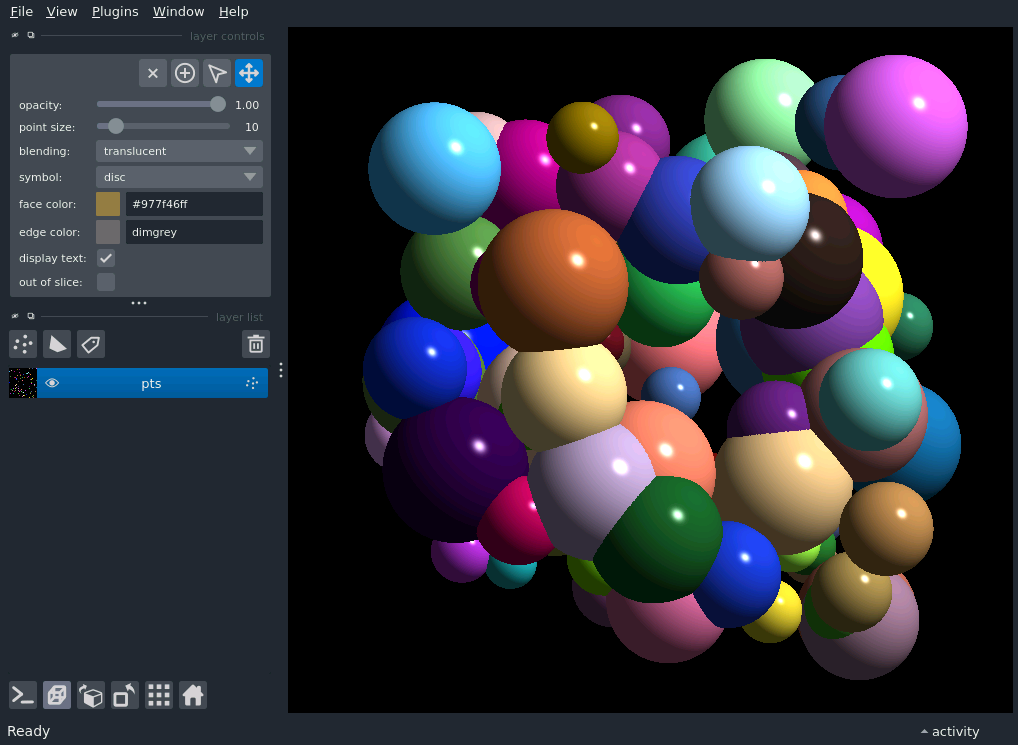 File View Plugins Window Help
layer controls
opacity: 1.00
point size: 10
blending: translucent
symbol: disc
face color: #977f46ff
edge color: dimgrey
display text:
out of slice:
layer list
pts
Ready activity